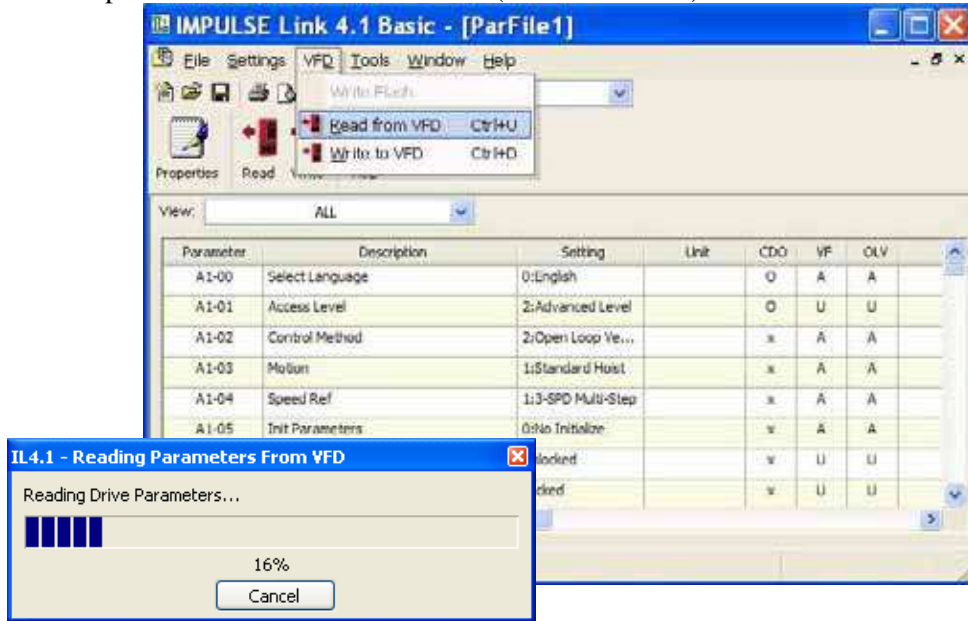 IMPULSE Link 4.1 Basic - [ParFile1]
File Settings VFD Tools Window Help
Write Flash
Read from VFD Ctrl+U
Write to VFD Ctrl+D
Properties Read
View: ALL
Parameter Description Setting Unit CDO VF OLV
A1-00 Select Language 0:English O A A
A1-01 Access Level 2:Advanced Level O U U
A1-02 Control Method 2:Open Loop Ve... x A A
A1-03 Motion 1:Standard Hoist x A A
A1-04 Speed Ref 1:3-SPD Multi-Step x A A
A1-05 Init Parameters 0:No Initialize x A A
x U U
x U U
IL4.1 - Reading Parameters From VFD
Reading Drive Parameters...
16%
Cancel